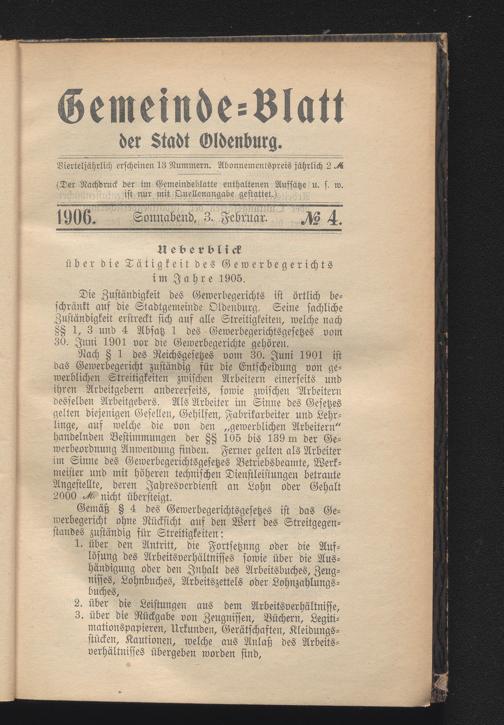 Gemeinde-Blatt
der Stadt Oldenburg.
Vierteljährlich erscheinen 13 Nummern. Abonnementspreis jährlich 2 ℳ
(Der Nachdruck der im Gemeindeblatte enthaltenen Aufsätze u. s. w.
ist nur mit Quellenangabe gestattet.)
1906. Sonnabend, 3. Februar. № 4.
Ueberblick
über die Tätigkeit des Gewerbegerichts
im Jahre 1905.
Die Zuständigkeit des Gewerbegerichts ist örtlich be-
schränkt auf die Stadtgemeinde Oldenburg. Seine sachliche
Zuständigkeit erstreckt sich auf alle Streitigkeiten, welche nach
§§ 1, 3 und 4 Absatz 1 des Gewerbegerichtsgesetzes vom
30. Juni 1901 vor die Gewerbegerichte gehören.
Nach § 1 des Reichsgesetzes vom 30. Juni 1901 ist
das Gewerbegericht zuständig für die Entscheidung von ge-
werblichen Streitigkeiten zwischen Arbeitern einerseits und
ihren Arbeitgebern andererseits, sowie zwischen Arbeitern
desselben Arbeitgebers. Als Arbeiter im Sinne des Gesetzes
gelten diejenigen Gesellen, Gehilfen, Fabrikarbeiter und Lehr-
linge, auf welche die von den „gewerblichen Arbeitern“
handelnden Bestimmungen der §§ 105 bis 139 m der Ge-
werbeordnung Anwendung finden. Ferner gelten als Arbeiter
im Sinne des Gewerbegerichtsgesetzes Betriebsbeamte, Werk-
meister und mit höheren technischen Dienstleistungen betraute
Angestellte, deren Jahresverdienst an Lohn oder Gehalt
2000 ℳ nicht übersteigt.
Gemäß § 4 des Gewerbegerichtsgesetzes ist das Ge-
werbegericht ohne Rücksicht auf den Wert des Streitgegen-
standes zuständig für Streitigkeiten:
1. über den Antritt, die Fortsetzung oder die Auf-
lösung des Arbeitsverhältnisses sowie über die Aus-
händigung oder den Inhalt des Arbeitsbuches, Zeug-
nisses, Lohnbuches, Arbeitszettels oder Lohnzahlungs-
buches,
2. über die Leistungen aus dem Arbeitsverhältnisse,
3. über die Rückgabe von Zeugnissen, Büchern, Legiti-
mationspapieren, Urkunden, Gerätschaften, Kleidungs-
stücken, Kautionen, welche aus Anlaß des Arbeits-
verhältnisses übergeben worden sind,